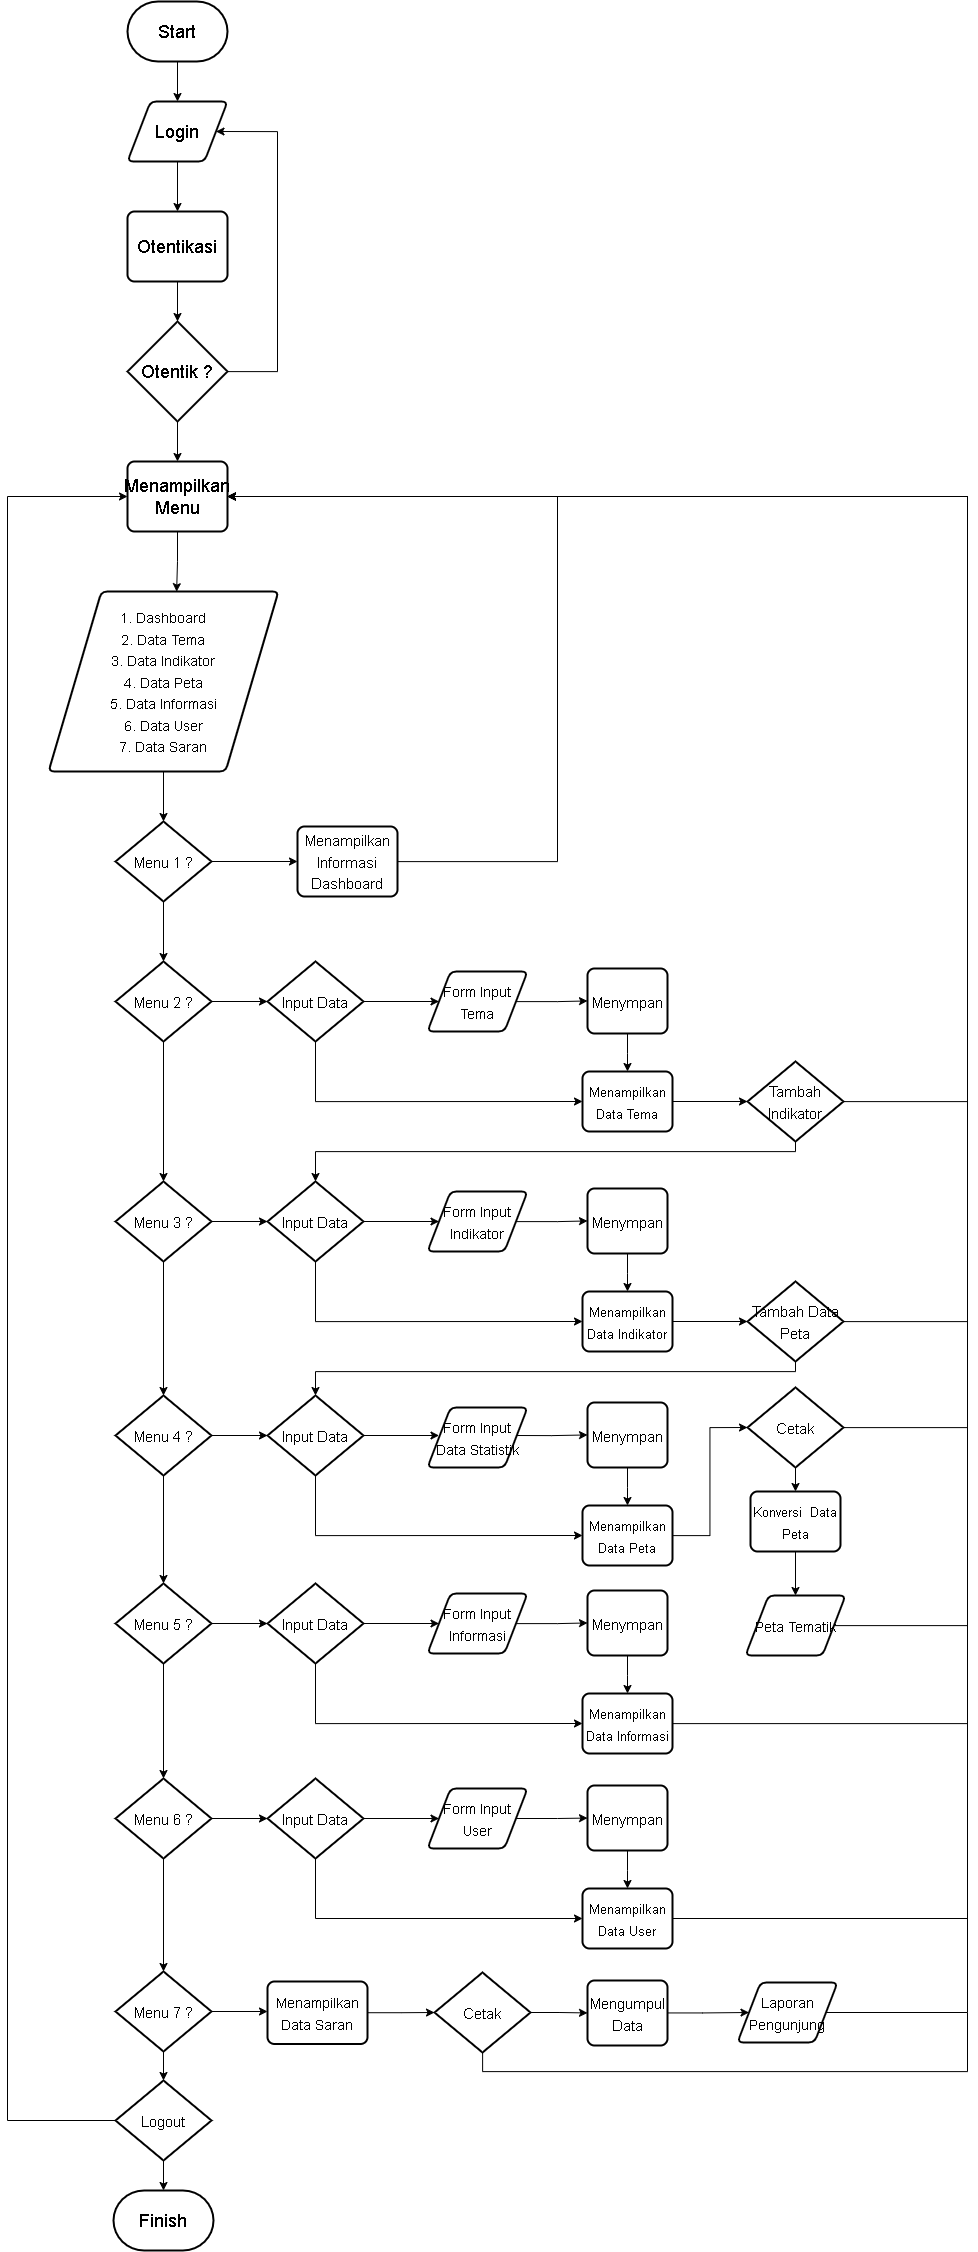 Start
Login
Otentikasi
Otentik ?
Menampilkan
Menu
1. Dashboard
2. Data Tema
3. Data Indikator
4. Data Peta
5. Data Informasi
6. Data User
7. Data Saran
Menu 1 ?
Menampilkan
Informasi
Dashboard
Menu 2 ?
Input Data
Form Input
Tema
Menympan
Menampilkan
Data Tema
Tambah
Indikator
Menu 3 ?
Input Data
Form Input
Indikator
Menympan
Menampilkan
Data Indikator
Tambah Data
Peta
Menu 4 ?
Input Data
Form Input
Data Statistik
Menympan
Menampilkan
Data Peta
Cetak
Konversi Data
Peta
Peta Tematik
Menu 5 ?
Input Data
Form Input
Informasi
Menympan
Menampilkan
Data Informasi
Menu 6 ?
Input Data
Form Input
User
Menympan
Menampilkan
Data User
Menu 7 ?
Menampilkan
Data Saran
Cetak
Mengumpul
Data
Laporan
Pengunjung
Logout
Finish